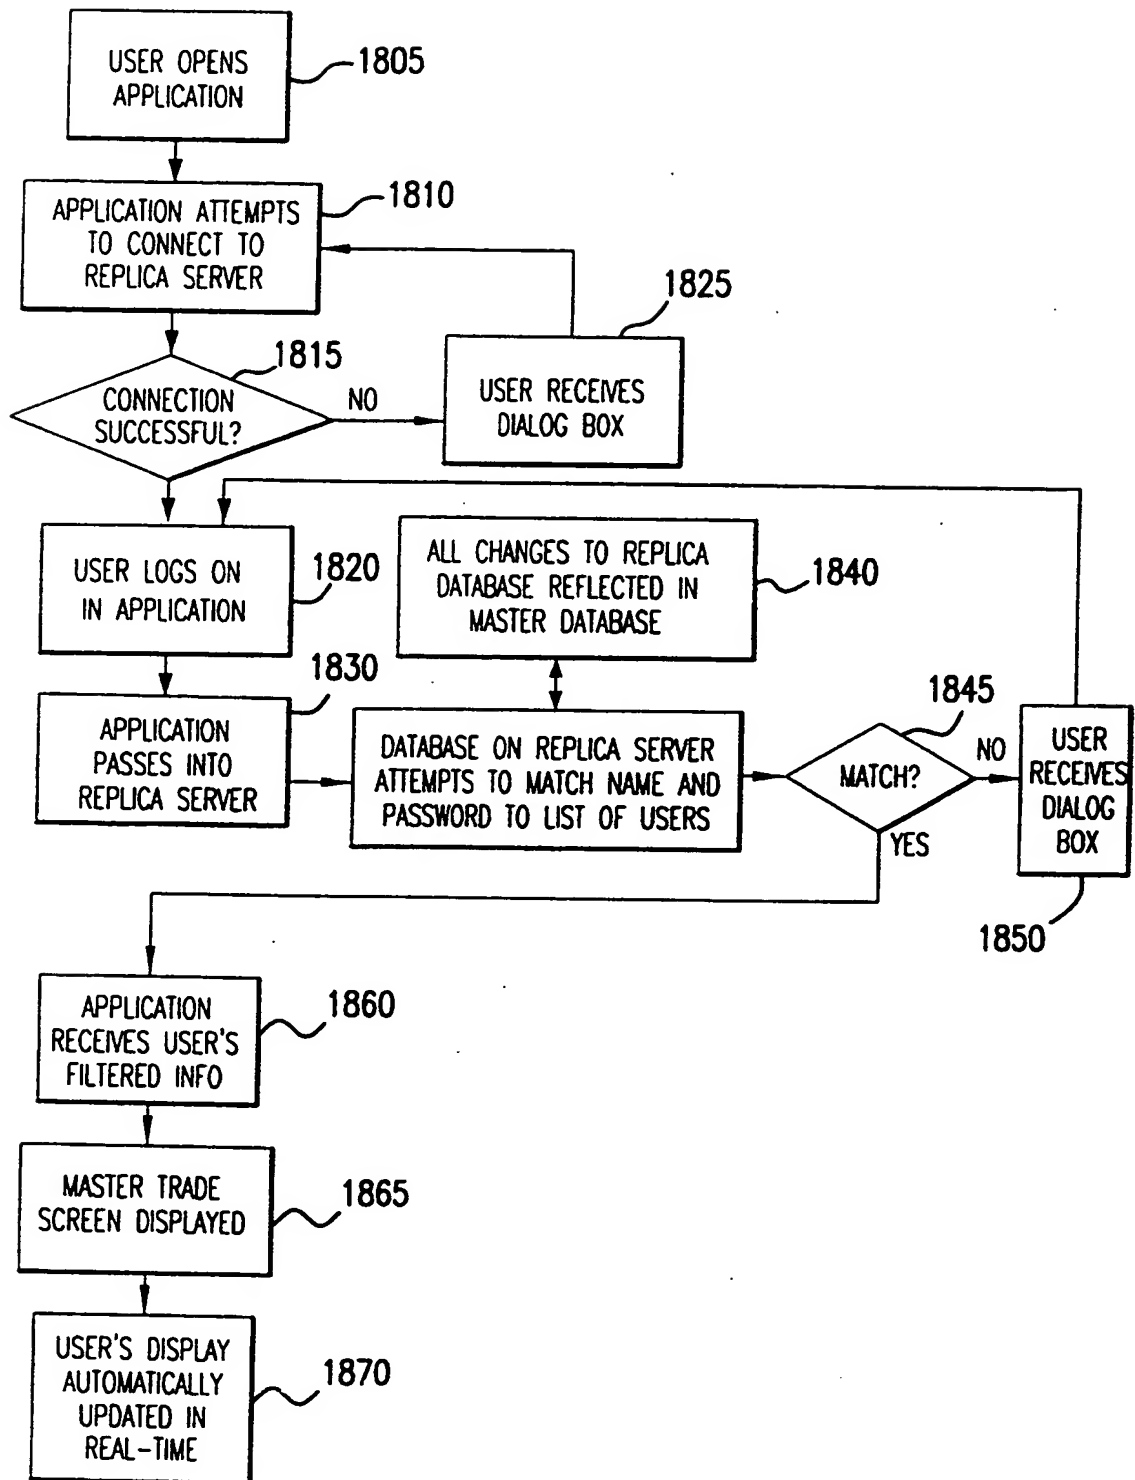 USER OPENS
APPLICATION
1805
APPLICATION ATTEMPTS
TO CONNECT TO
REPLICA SERVER
1810
CONNECTION
SUCCESSFUL?
1815
NO
USER RECEIVES
DIALOG BOX
1825
USER LOGS ON
IN APPLICATION
1820
ALL CHANGES TO REPLICA
DATABASE REFLECTED IN
MASTER DATABASE
1840
APPLICATION
PASSES INTO
REPLICA SERVER
1830
DATABASE ON REPLICA SERVER
ATTEMPTS TO MATCH NAME AND
PASSWORD TO LIST OF USERS
MATCH?
1845
NO
YES
USER
RECEIVES
DIALOG
BOX
1850
APPLICATION
RECEIVES USER'S
FILTERED INFO
1860
MASTER TRADE
SCREEN DISPLAYED
1865
USER'S DISPLAY
AUTOMATICALLY
UPDATED IN
REAL-TIME
1870